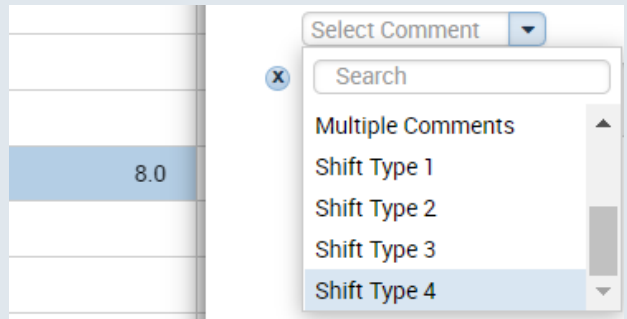 Select Comment
X
Search
Multiple Comments
Shift Type 1
8.0
Shift Type 2
Shift Type 3
Shift Type 4